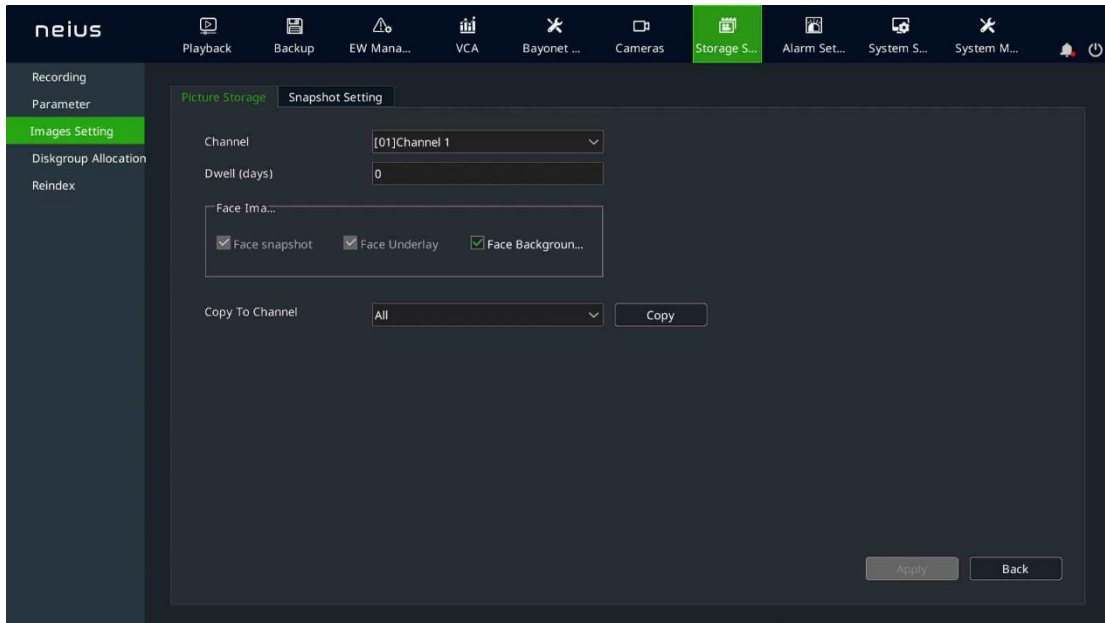 neius
Playback Backup EW Mana... VCA Bayonet ... Cameras Storage S... Alarm Set... System S... System M...
Recording
Parameter
Images Setting
Diskgroup Allocation
Reindex
Picture Storage Snapshot Setting
Channel [01]Channel 1
Dwell (days) 0
Face Ima...
Face snapshot Face Underlay Face Backgroun...
Copy To Channel All Copy
Apply Back